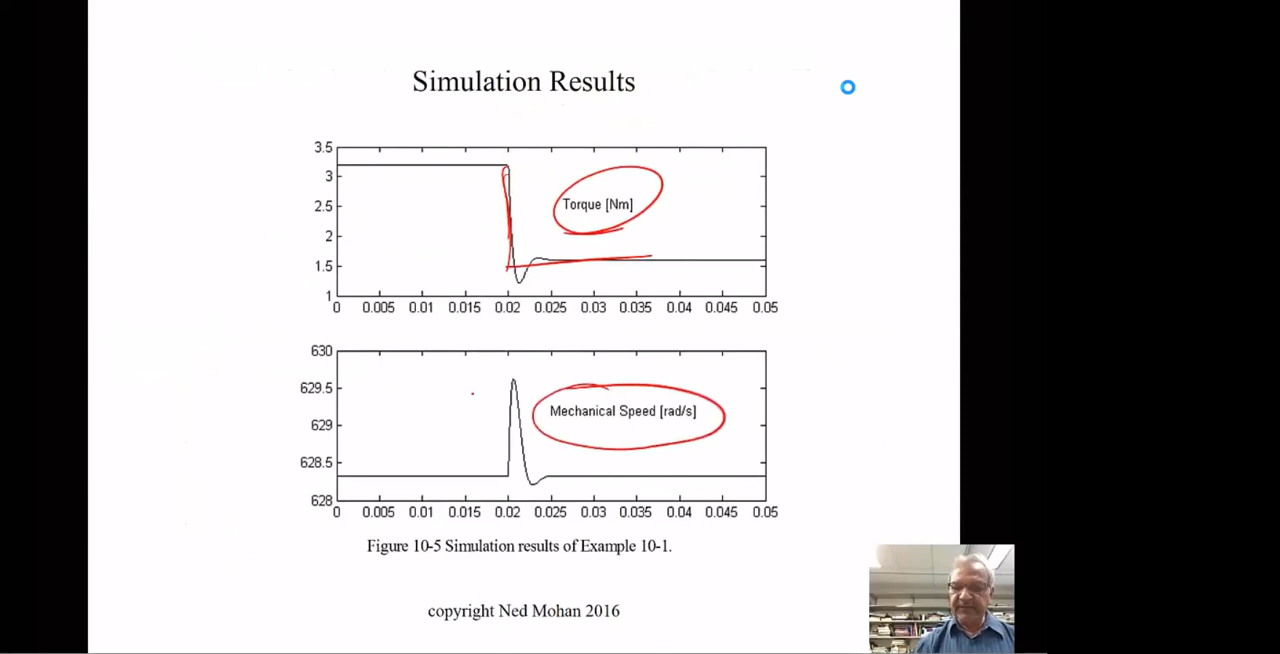 Simulation Results
3.5
3
2.5
2
1.5
1
Torque [Nm]
0 0.005 0.01 0.015 0.02 0.025 0.03 0.035 0.04 0.045 0.05
630
629.5
629
628.5
628
Mechanical Speed [rad/s]
0 0.005 0.01 0.015 0.02 0.025 0.03 0.035 0.04 0.045 0.05
Figure 10-5 Simulation results of Example 10-1.
copyright Ned Mohan 2016